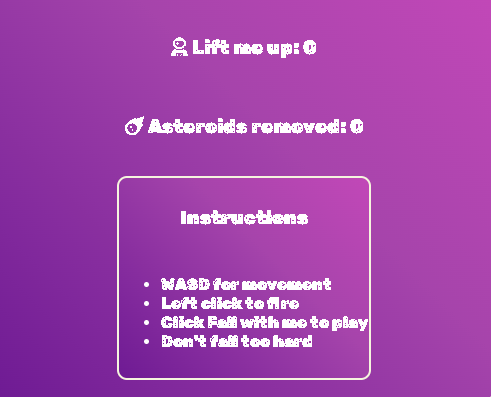 Lift me up: 0
Asteroids removed: 0
Instructions
WASD for movement
Left click to fire
Click Fall with me to play
Don't fall too hard